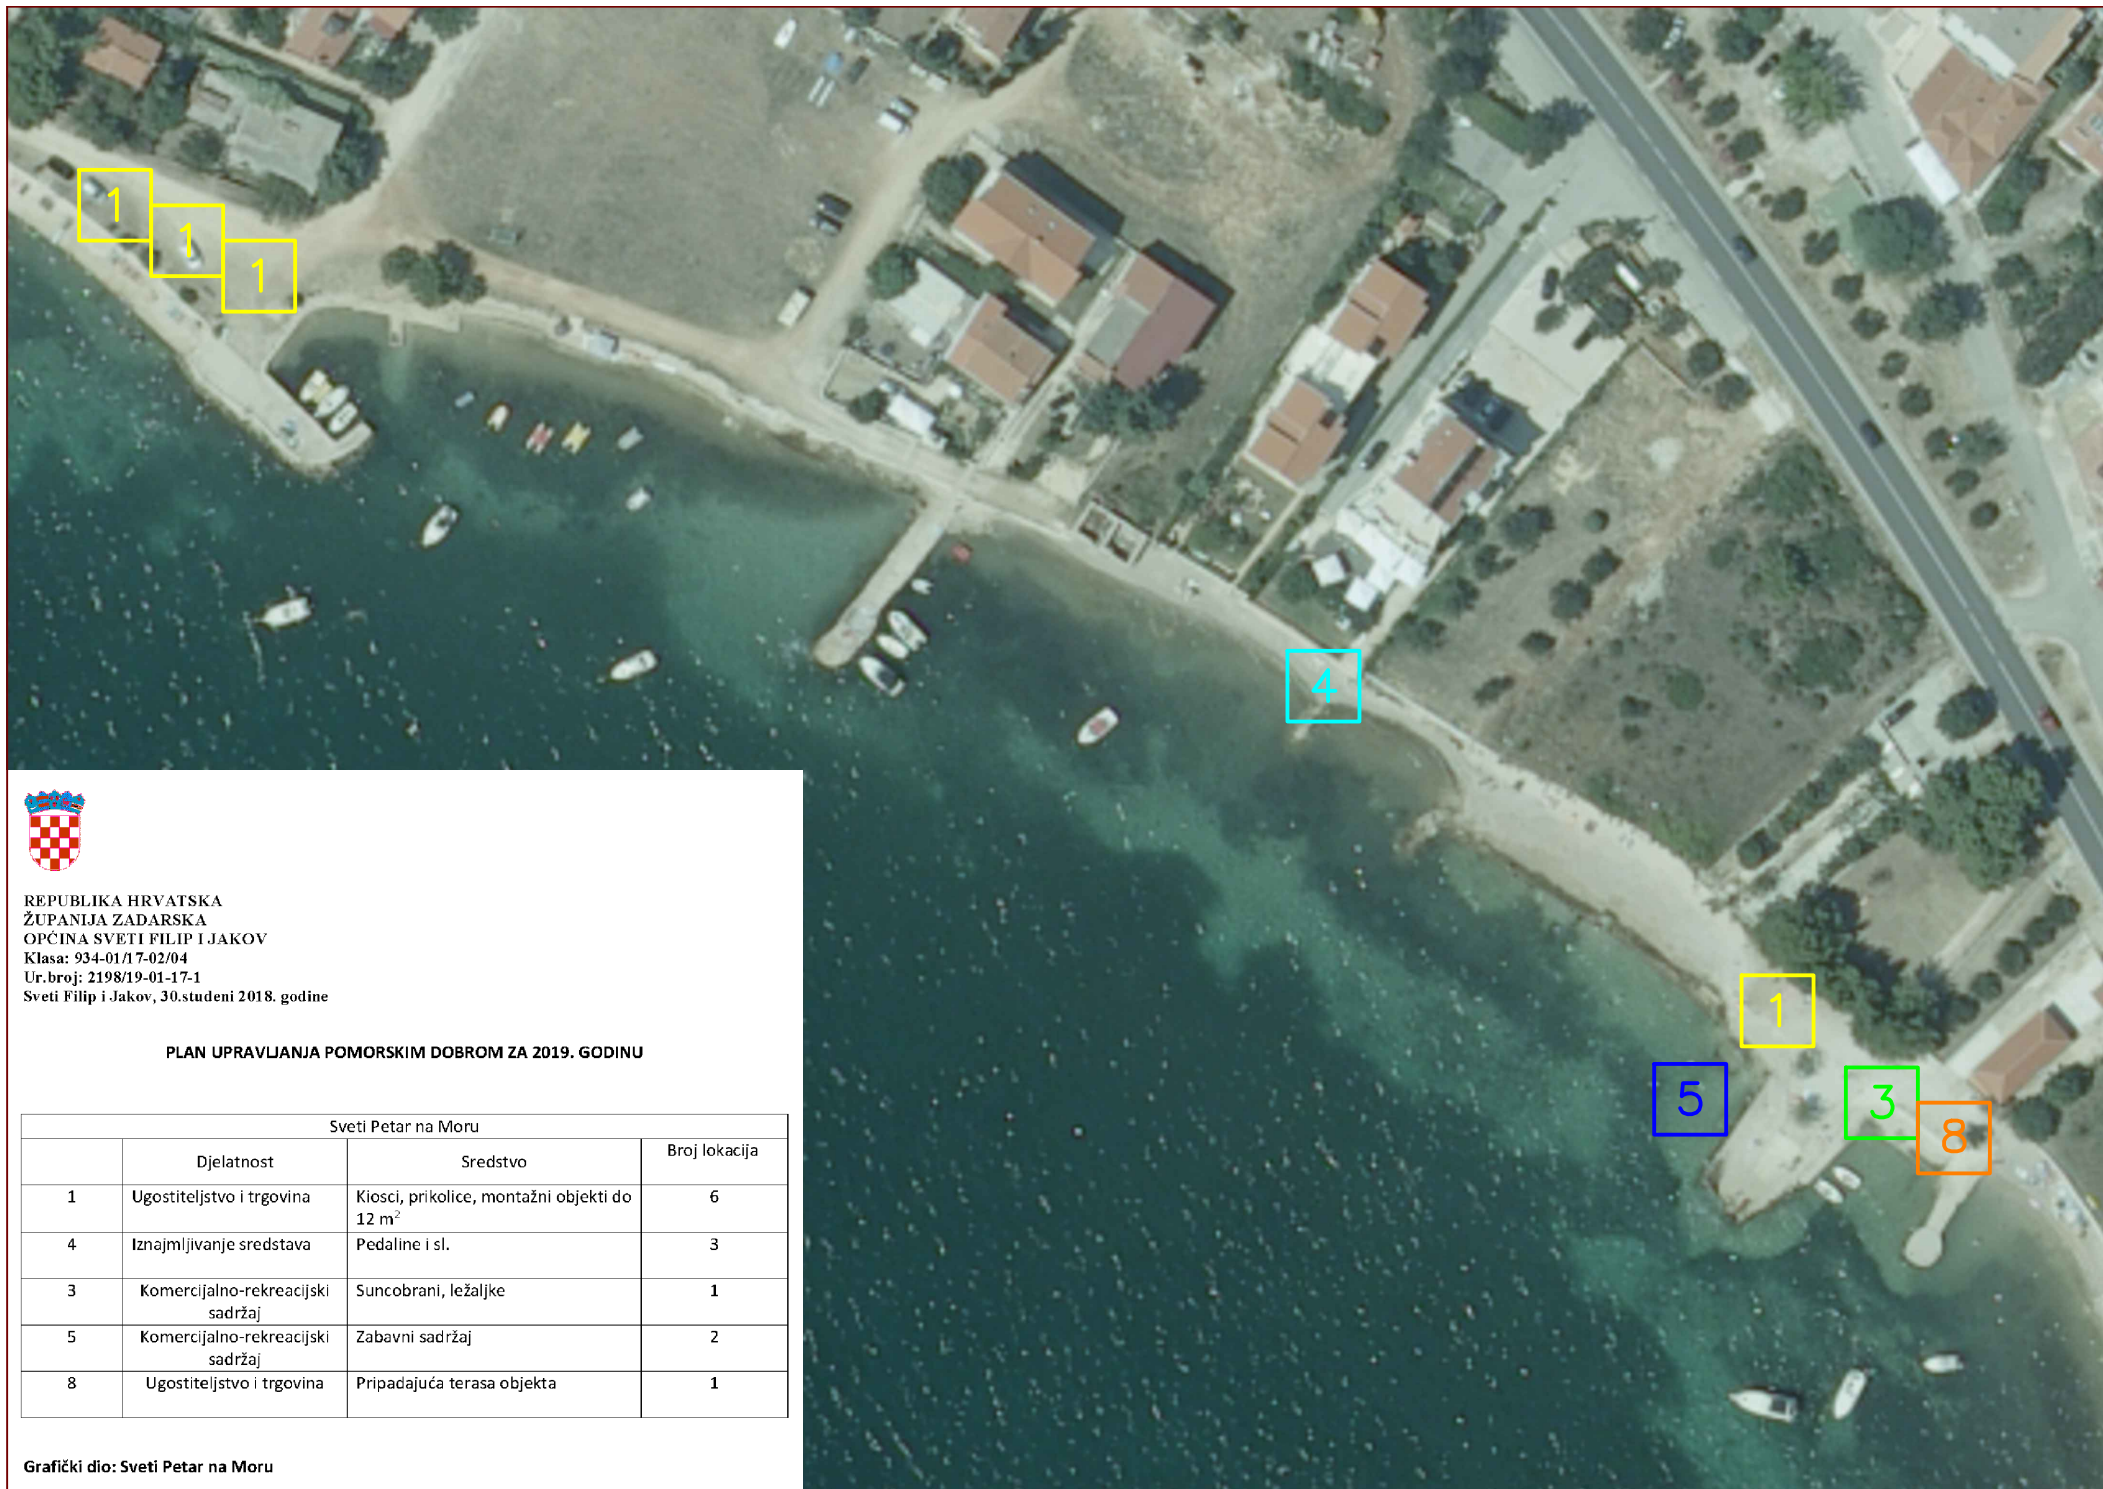 1
1
1
4
1
5
3
8
REPUBLIKA HRVATSKA
ŽUPANIJA ZADARSKA
OPĆINA SVETI FILIP I JAKOV
Klasa: 934-01/17-02/04
Ur.broj: 2198/19-01-17-1
Sveti Filip i Jakov, 30.studeni 2018. godine
PLAN UPRAVLJANJA POMORSKIM DOBROM ZA 2019. GODINU
Sveti Petar na Moru
Djelatnost Sredstvo Broj lokacija
1 Ugostiteljstvo i trgovina Kiosci, prikolice, montažni objekti do 6
12 m²
4 Iznajmljivanje sredstava Pedaline i sl. 3
3 Komercijalno-rekreacijski Suncobrani, ležaljke 1
sadržaj
5 Komercijalno-rekreacijski Zabavni sadržaj 2
sadržaj
8 Ugostiteljstvo i trgovina Pripadajuća terasa objekta 1
Grafički dio: Sveti Petar na Moru